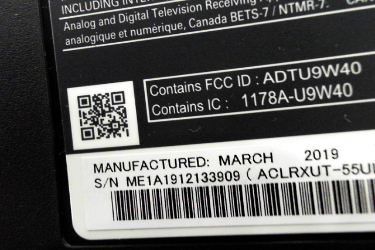 INCLUDING INTE
Analog and Digital Television Receiving
analogique et numérique, Canada BETS-7 / NTMR-7.
Contains FCC ID : ADTU9W40
Contains IC : 1178A-U9W40
MANUFACTURED: MARCH 2019
S/N ME1A1912133909 ( ACLRXUT-55U